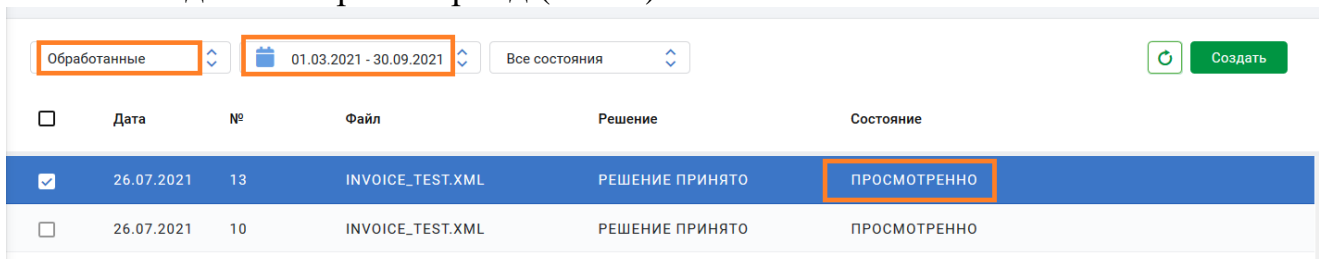 Обработанные 01.03.2021 - 30.09.2021 Все состояния Создать
Дата № Файл Решение Состояние
26.07.2021 13 INVOICE_TEST.XML РЕШЕНИЕ ПРИНЯТО ПРОСМОТРЕННО
26.07.2021 10 INVOICE_TEST.XML РЕШЕНИЕ ПРИНЯТО ПРОСМОТРЕННО